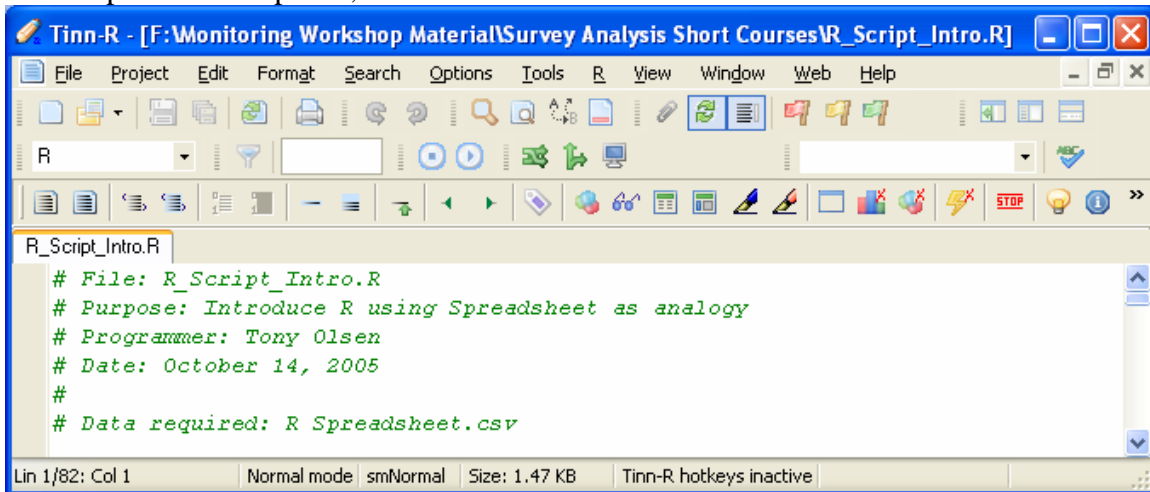 Tinn-R - [F:\Monitoring Workshop Material\Survey Analysis Short Courses\R_Script_Intro.R]
File Project Edit Format Search Options Tools R View Window Web Help
R
ABC
STOP
R_Script_Intro.R
# File: R_Script_Intro.R
# Purpose: Introduce R using Spreadsheet as analogy
# Programmer: Tony Olsen
# Date: October 14, 2005
#
# Data required: R Spreadsheet.csv
Lin 1/82: Col 1 Normal mode smNormal Size: 1.47 KB Tinn-R hotkeys inactive